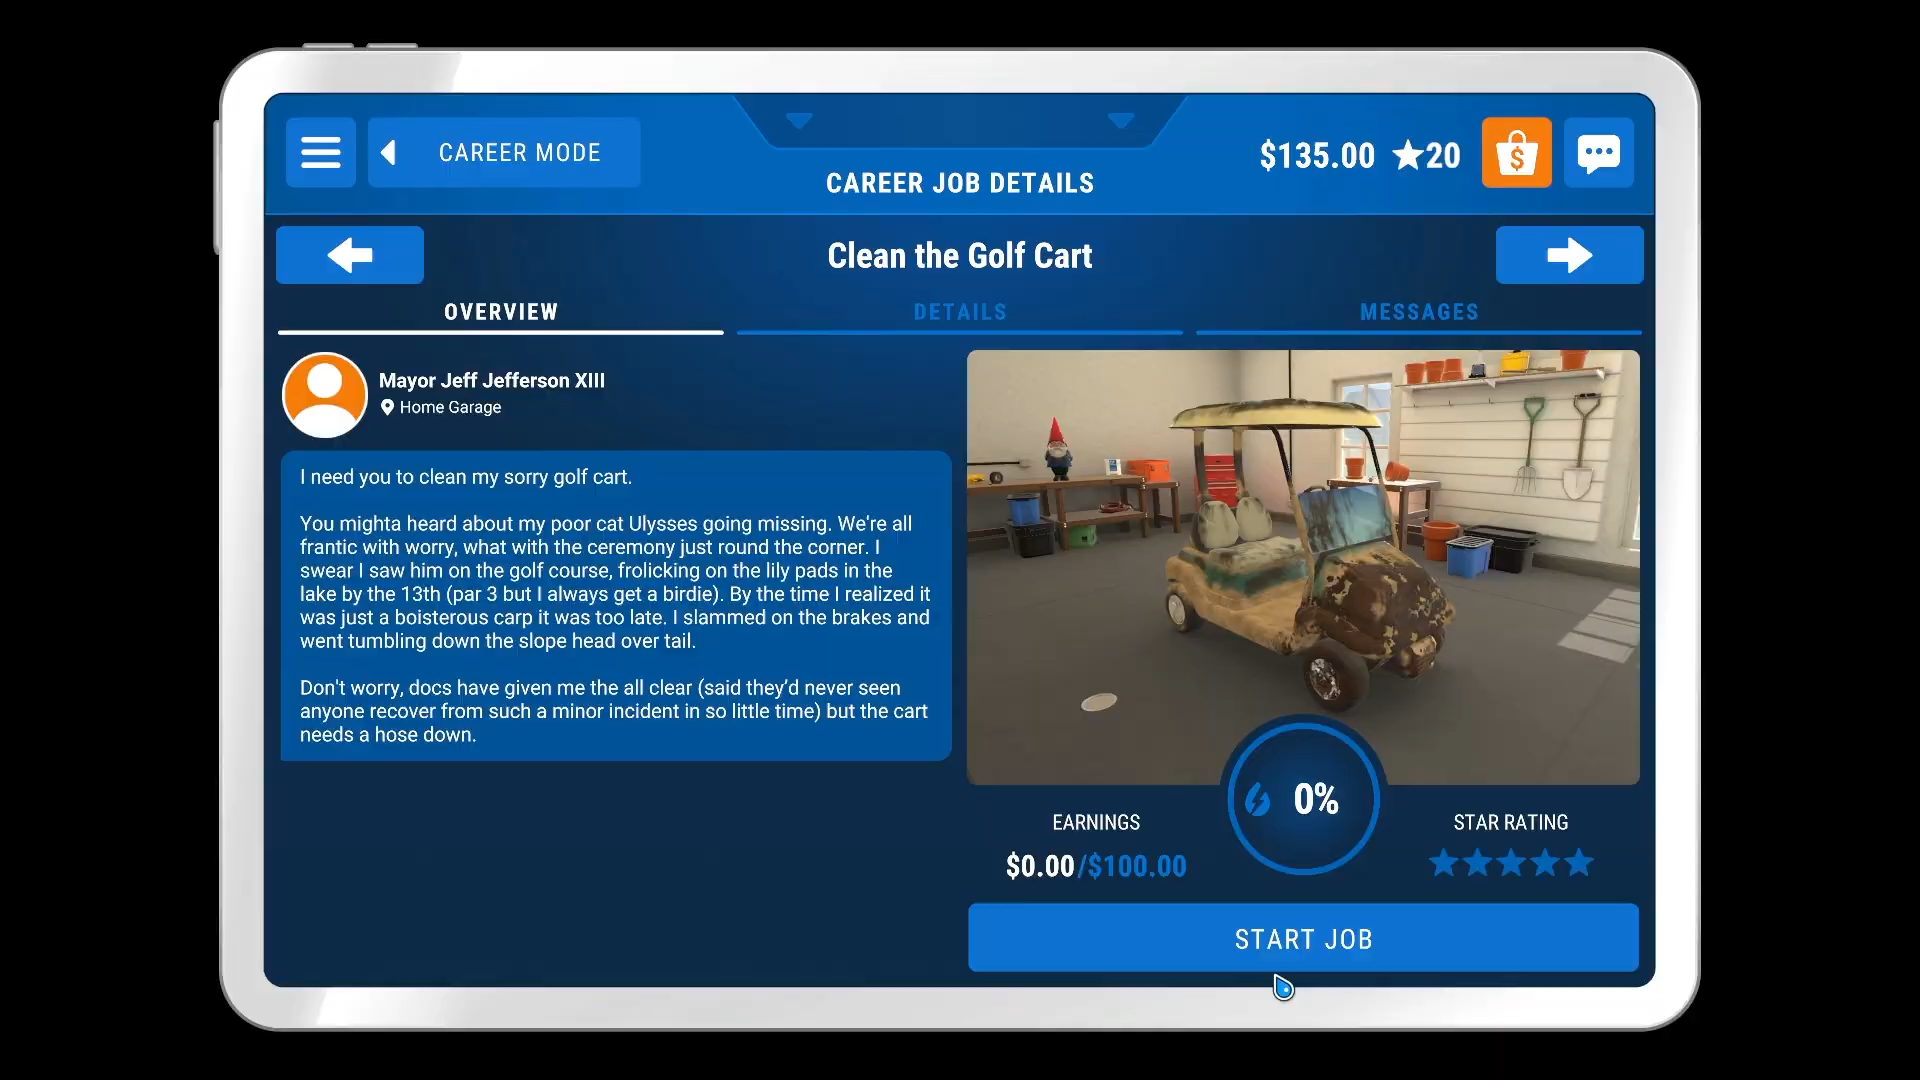 CAREER MODE
$135.00 ★20
CAREER JOB DETAILS
Clean the Golf Cart
OVERVIEW
DETAILS
MESSAGES
Mayor Jeff Jefferson XIII
Home Garage
I need you to clean my sorry golf cart.
You mighta heard about my poor cat Ulysses going missing. We're all
frantic with worry, what with the ceremony just round the corner. I
swear I saw him on the golf course, frolicking on the lily pads in the
lake by the 13th (par 3 but I always get a birdie). By the time I realized it
was just a boisterous carp it was too late. I slammed on the brakes and
went tumbling down the slope head over tail.
Don't worry, docs have given me the all clear (said they’d never seen
anyone recover from such a minor incident in so little time) but the cart
needs a hose down.
0%
EARNINGS
$0.00/$100.00
STAR RATING
START JOB